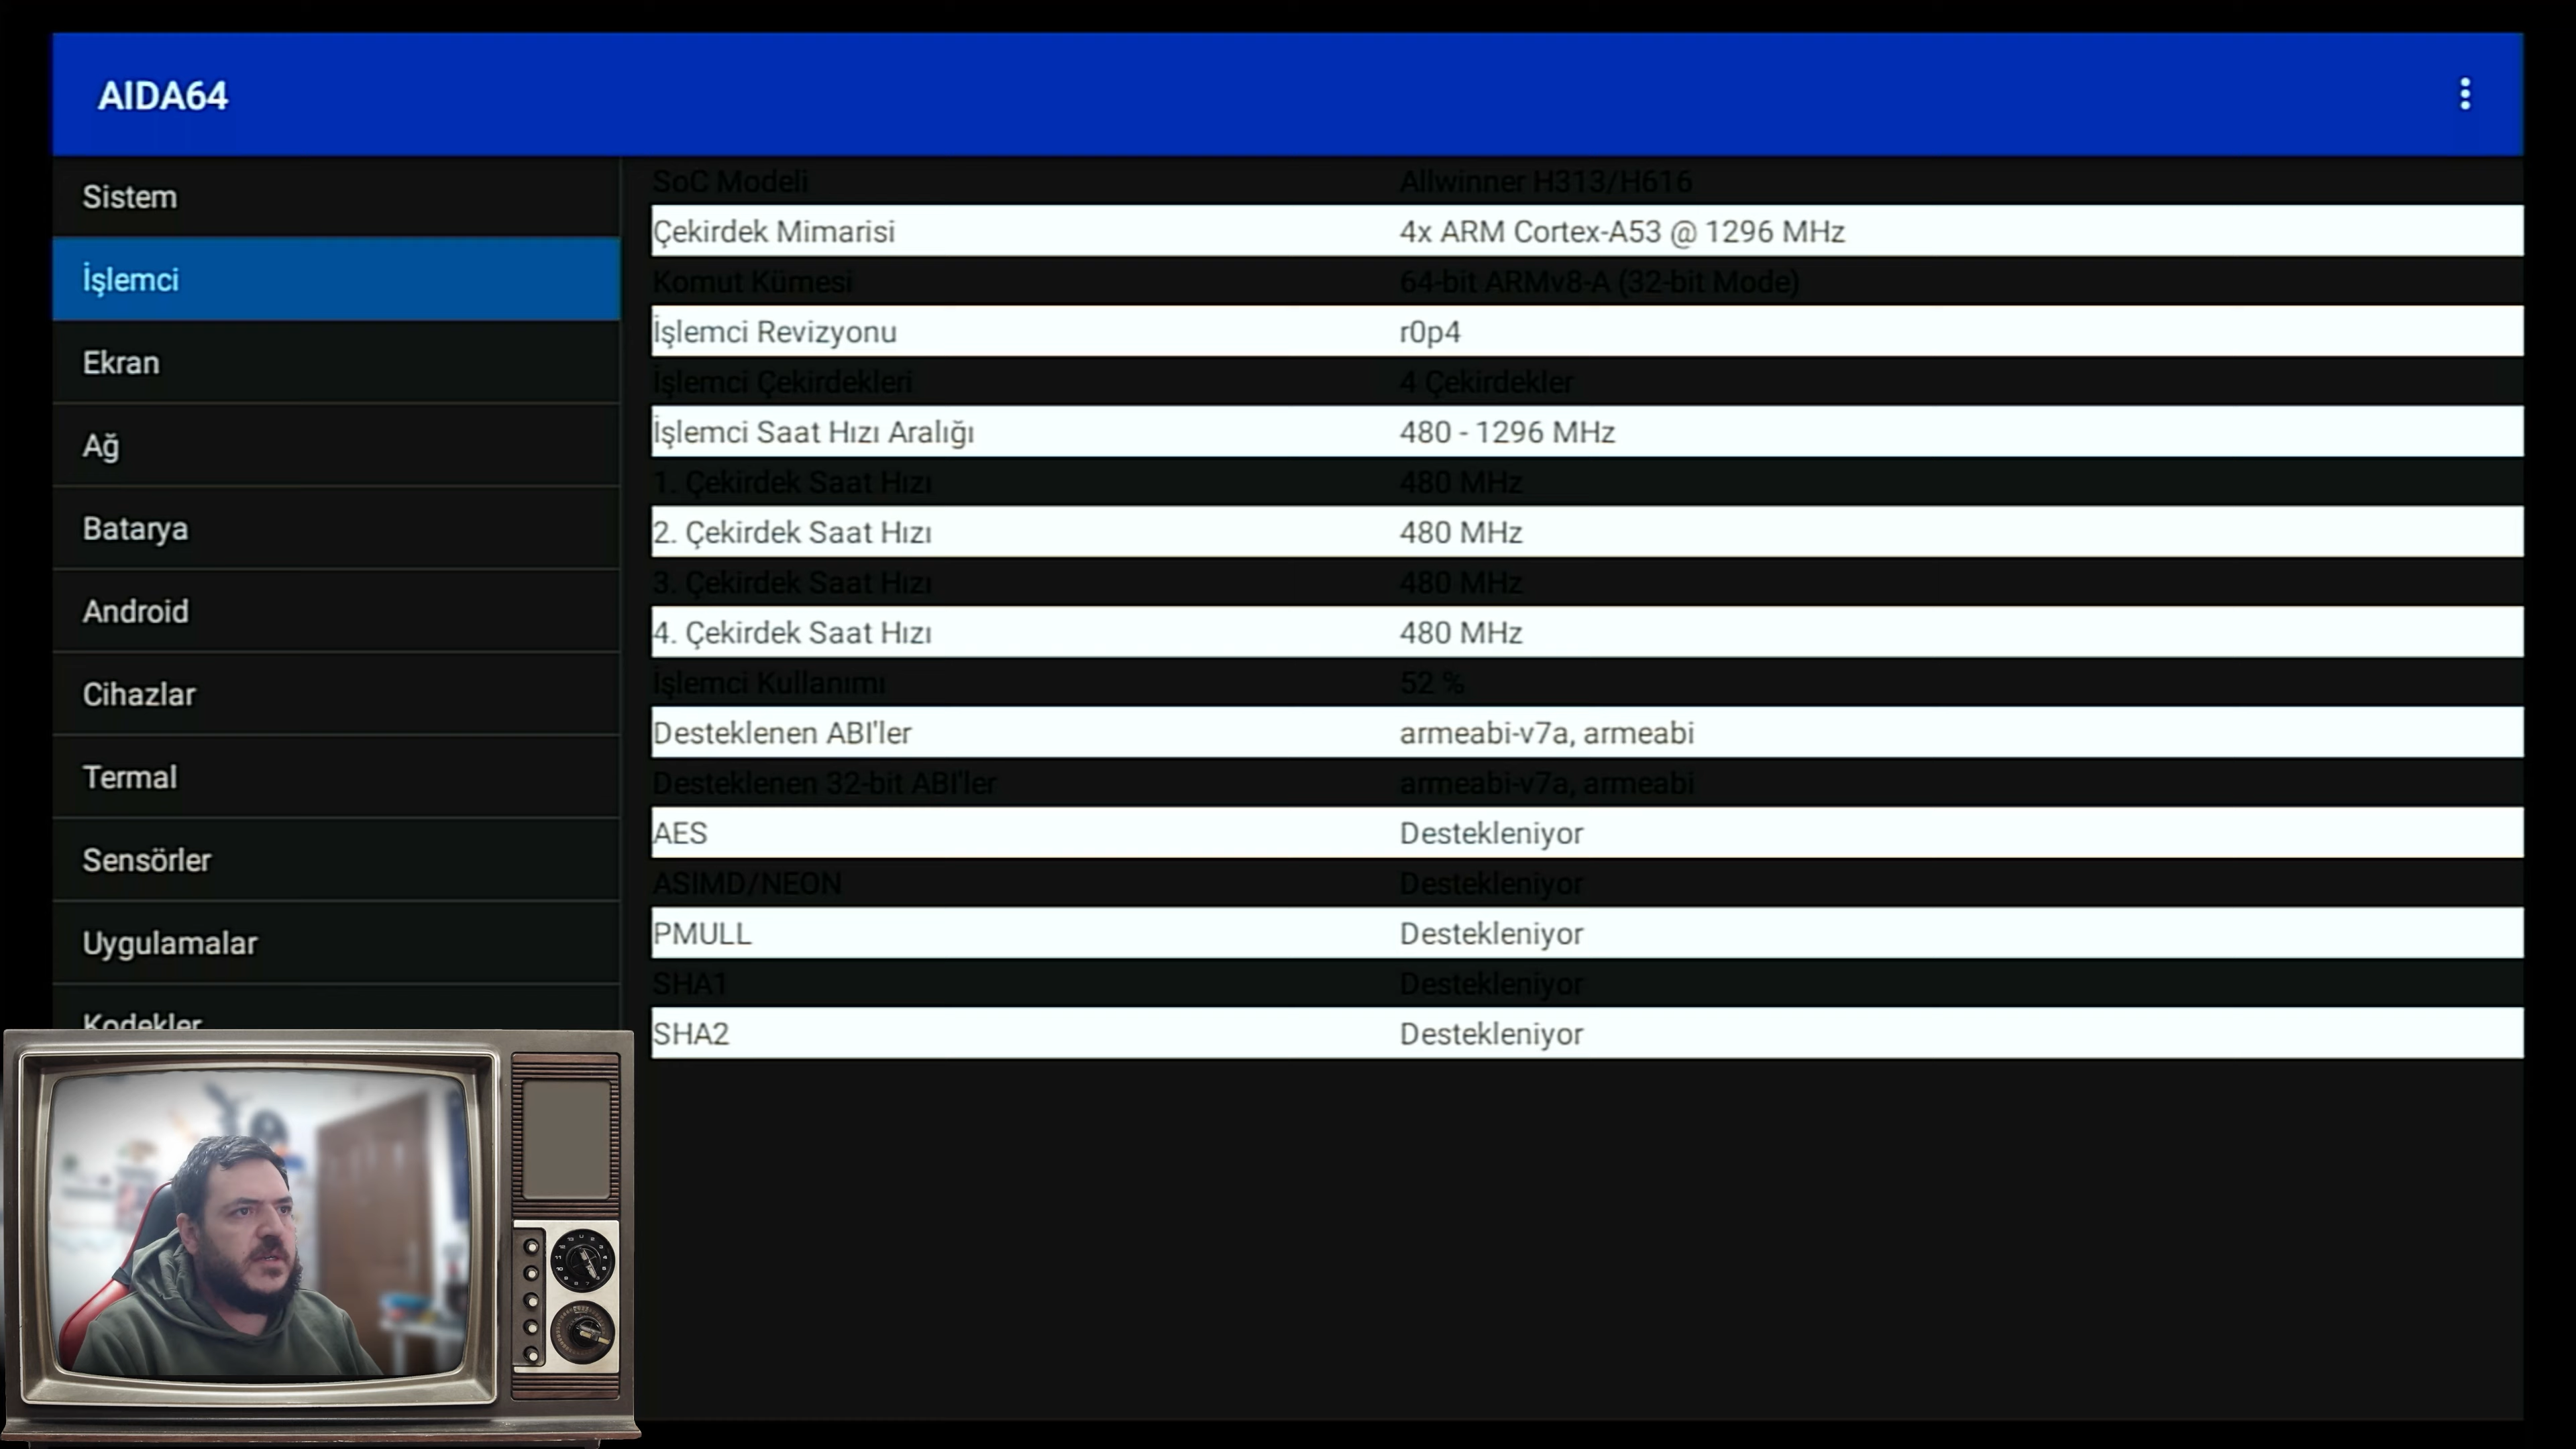 AIDA64
Sistem
İşlemci
Ekran
Ağ
Batarya
Android
Cihazlar
Termal
Sensörler
Uygulamalar
Kodekler
SoC Modeli Allwinner H313/H616
Çekirdek Mimarisi 4x ARM Cortex-A53 @ 1296 MHz
Komut Kümesi 64-bit ARMv8-A (32-bit Mode)
İşlemci Revizyonu r0p4
İşlemci Çekirdekleri 4 Çekirdekler
İşlemci Saat Hızı Aralığı 480 - 1296 MHz
1. Çekirdek Saat Hızı 480 MHz
2. Çekirdek Saat Hızı 480 MHz
3. Çekirdek Saat Hızı 480 MHz
4. Çekirdek Saat Hızı 480 MHz
İşlemci Kullanımı 52 %
Desteklenen ABI'ler armeabi-v7a, armeabi
Desteklenen 32-bit ABI'ler armeabi-v7a, armeabi
AES Destekleniyor
ASIMD/NEON Destekleniyor
PMULL Destekleniyor
SHA1 Destekleniyor
SHA2 Destekleniyor